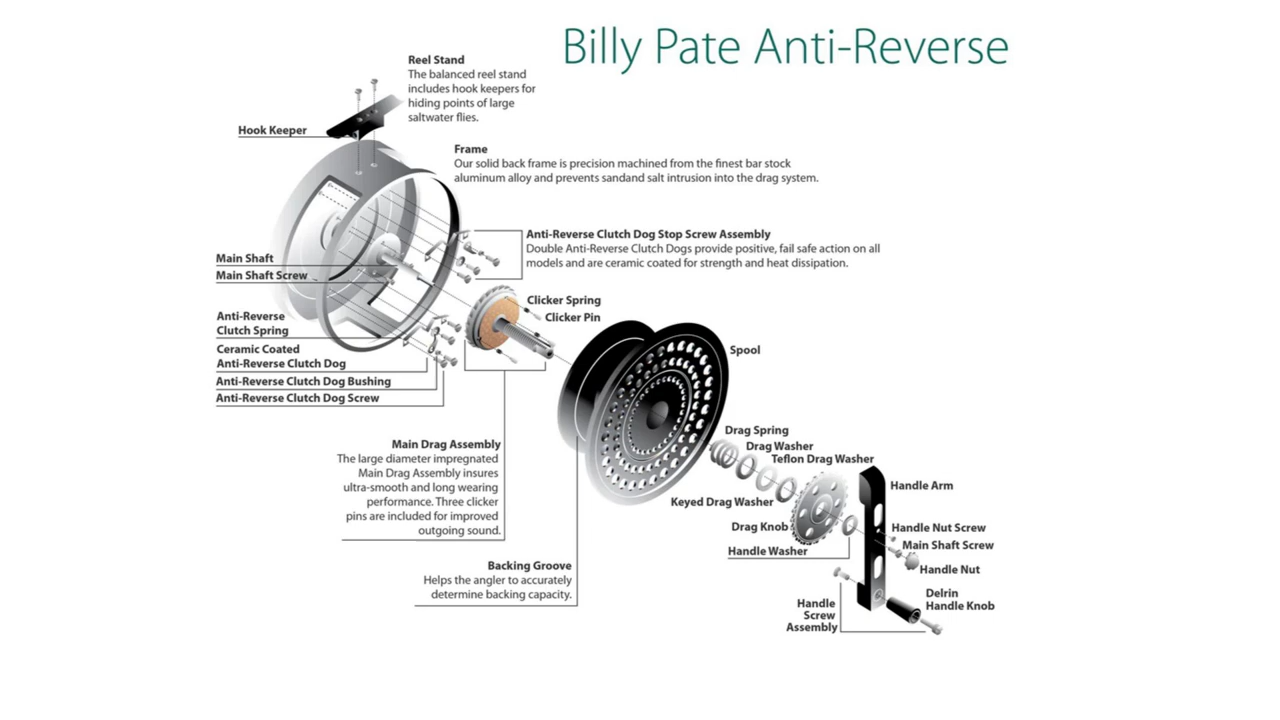 Billy Pate Anti-Reverse
Reel Stand
The balanced reel stand
includes hook keepers for
hiding points of large
saltwater flies.
Hook Keeper
Frame
Our solid back frame is precision machined from the finest bar stock
aluminum alloy and prevents sandand salt intrusion into the drag system.
Anti-Reverse Clutch Dog Stop Screw Assembly
Double Anti-Reverse Clutch Dogs provide positive, fail safe action on all
models and are ceramic coated for strength and heat dissipation.
Main Shaft
Main Shaft Screw
Clicker Spring
Clicker Pin
Anti-Reverse
Clutch Spring
Ceramic Coated
Anti-Reverse Clutch Dog
Anti-Reverse Clutch Dog Bushing
Anti-Reverse Clutch Dog Screw
Spool
Main Drag Assembly
The large diameter impregnated
Main Drag Assembly insures
ultra-smooth and long wearing
performance. Three clicker
pins are included for improved
outgoing sound.
Backing Groove
Helps the angler to accurately
determine backing capacity.
Drag Spring
Drag Washer
Teflon Drag Washer
Keyed Drag Washer
Drag Knob
Handle Washer
Handle Arm
Handle Nut Screw
Main Shaft Screw
Handle Nut
Delrin
Handle Knob
Handle
Screw
Assembly